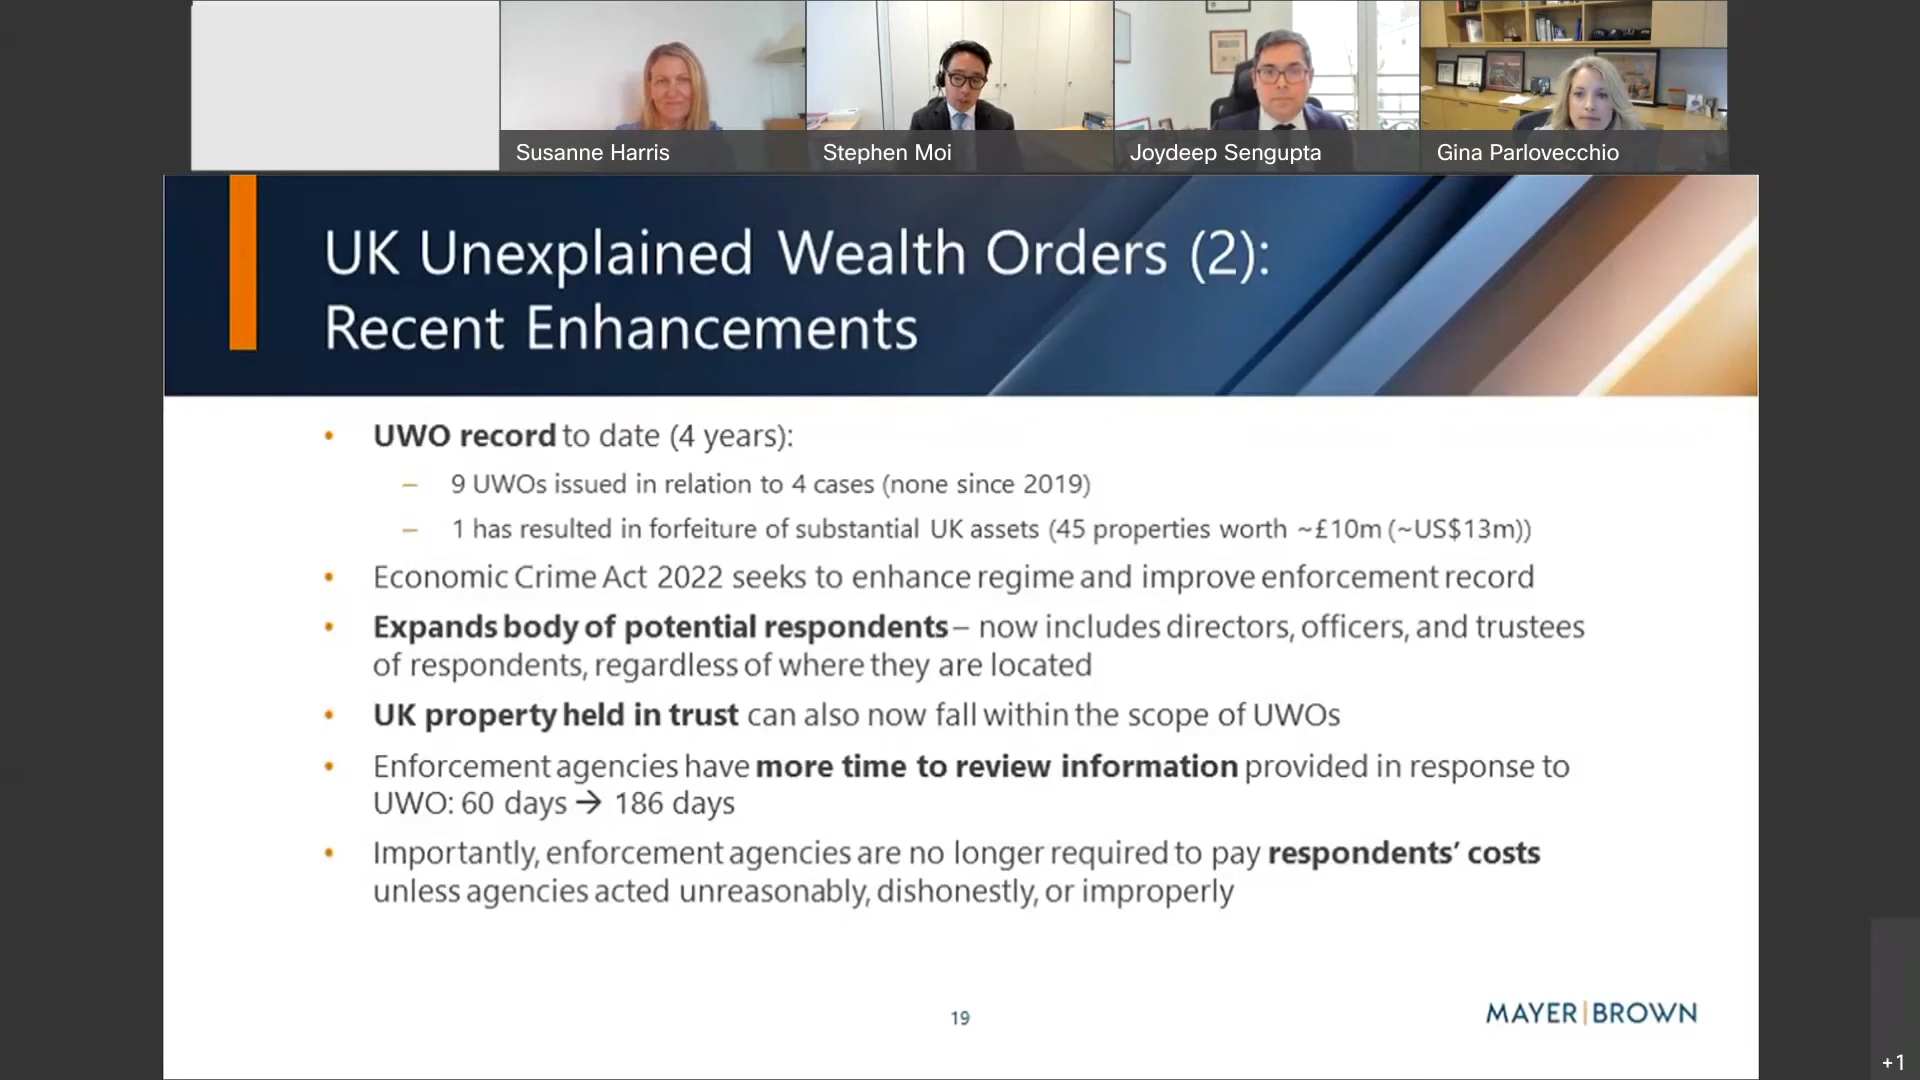 Susanne Harris
Stephen Moi
Joydeep Sengupta
Gina Parlovecchio
UK Unexplained Wealth Orders (2):
Recent Enhancements
• UWO record to date (4 years):
– 9 UWOs issued in relation to 4 cases (none since 2019)
– 1 has resulted in forfeiture of substantial UK assets (45 properties worth ~£10m (~US$13m))
• Economic Crime Act 2022 seeks to enhance regime and improve enforcement record
• Expands body of potential respondents – now includes directors, officers, and trustees
of respondents, regardless of where they are located
• UK property held in trust can also now fall within the scope of UWOs
• Enforcement agencies have more time to review information provided in response to
UWO: 60 days → 186 days
• Importantly, enforcement agencies are no longer required to pay respondents’ costs
unless agencies acted unreasonably, dishonestly, or improperly
19
MAYER|BROWN
+1